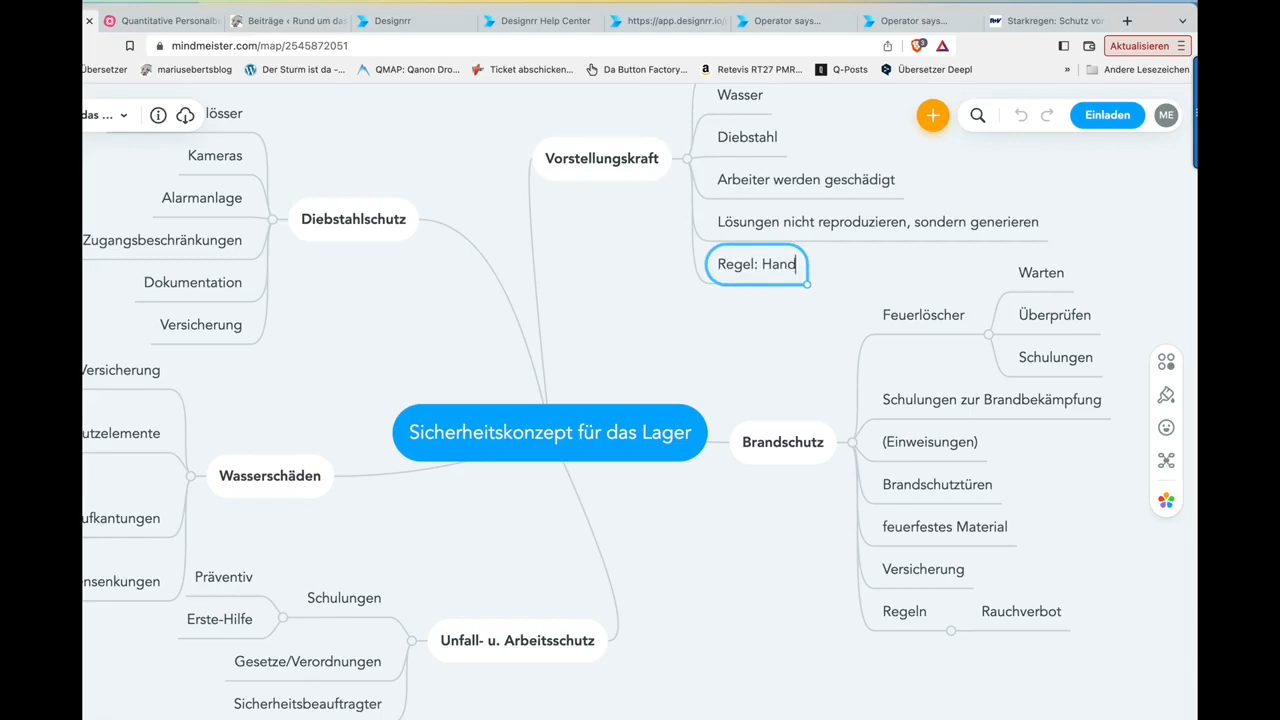 Quantitative Personalbe
Beiträge ‹ Rund um das
Designrr
Designrr Help Center
https://app.designrr.io/
Operator says...
Operator says...
Starkregen: Schutz vor
mindmeister.com/map/2545872051
Aktualisieren
Übersetzer
mariusebertsblog
Der Sturm ist da -...
QMAP: Qanon Dro...
Ticket abschicken...
Da Button Factory...
Retevis RT27 PMR...
Q-Posts
Übersetzer Deepl
»
Andere Lesezeichen
das ...
lösser
Einladen
ME
Kameras
Alarmanlage
Zugangsbeschränkungen
Dokumentation
Versicherung
Diebstahlschutz
Vorstellungskraft
Wasser
Diebstahl
Arbeiter werden geschädigt
Lösungen nicht reproduzieren, sondern generieren
Regel: Hand
Sicherheitskonzept für das Lager
Brandschutz
Feuerlöscher
Warten
Überprüfen
Schulungen
Schulungen zur Brandbekämpfung
(Einweisungen)
Brandschutztüren
feuerfestes Material
Versicherung
Regeln
Rauchverbot
Versicherung
utzelemente
ufkantungen
ensenkungen
Wasserschäden
Präventiv
Erste-Hilfe
Schulungen
Gesetze/Verordnungen
Sicherheitsbeauftragter
Unfall- u. Arbeitsschutz